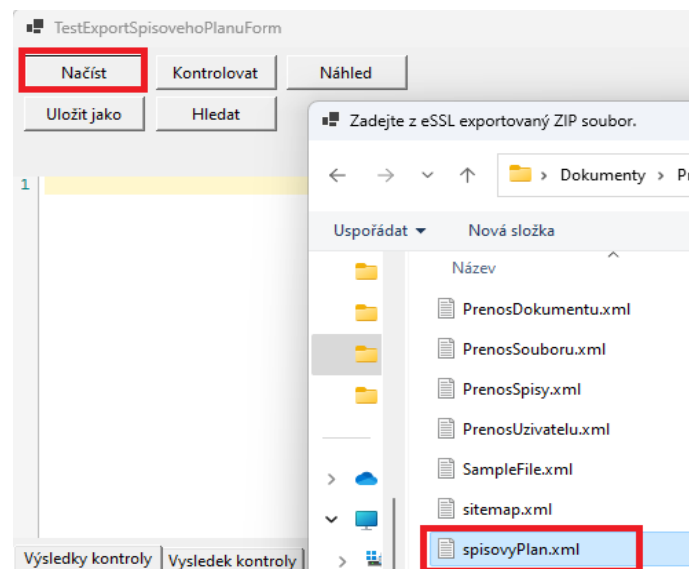 TestExportSpisovehoPlanuForm
Načíst Kontrolovat Náhled
Uložit jako Hledat
Zadejte z eSSL exportovaný ZIP soubor.
Dokumenty
Uspořádat Nová složka
1
Název
PrenosDokumentu.xml
PrenosSouboru.xml
PrenosSpisy.xml
PrenosUzivatelu.xml
SampleFile.xml
sitemap.xml
spisovyPlan.xml
Výsledky kontroly Vysledek kontroly